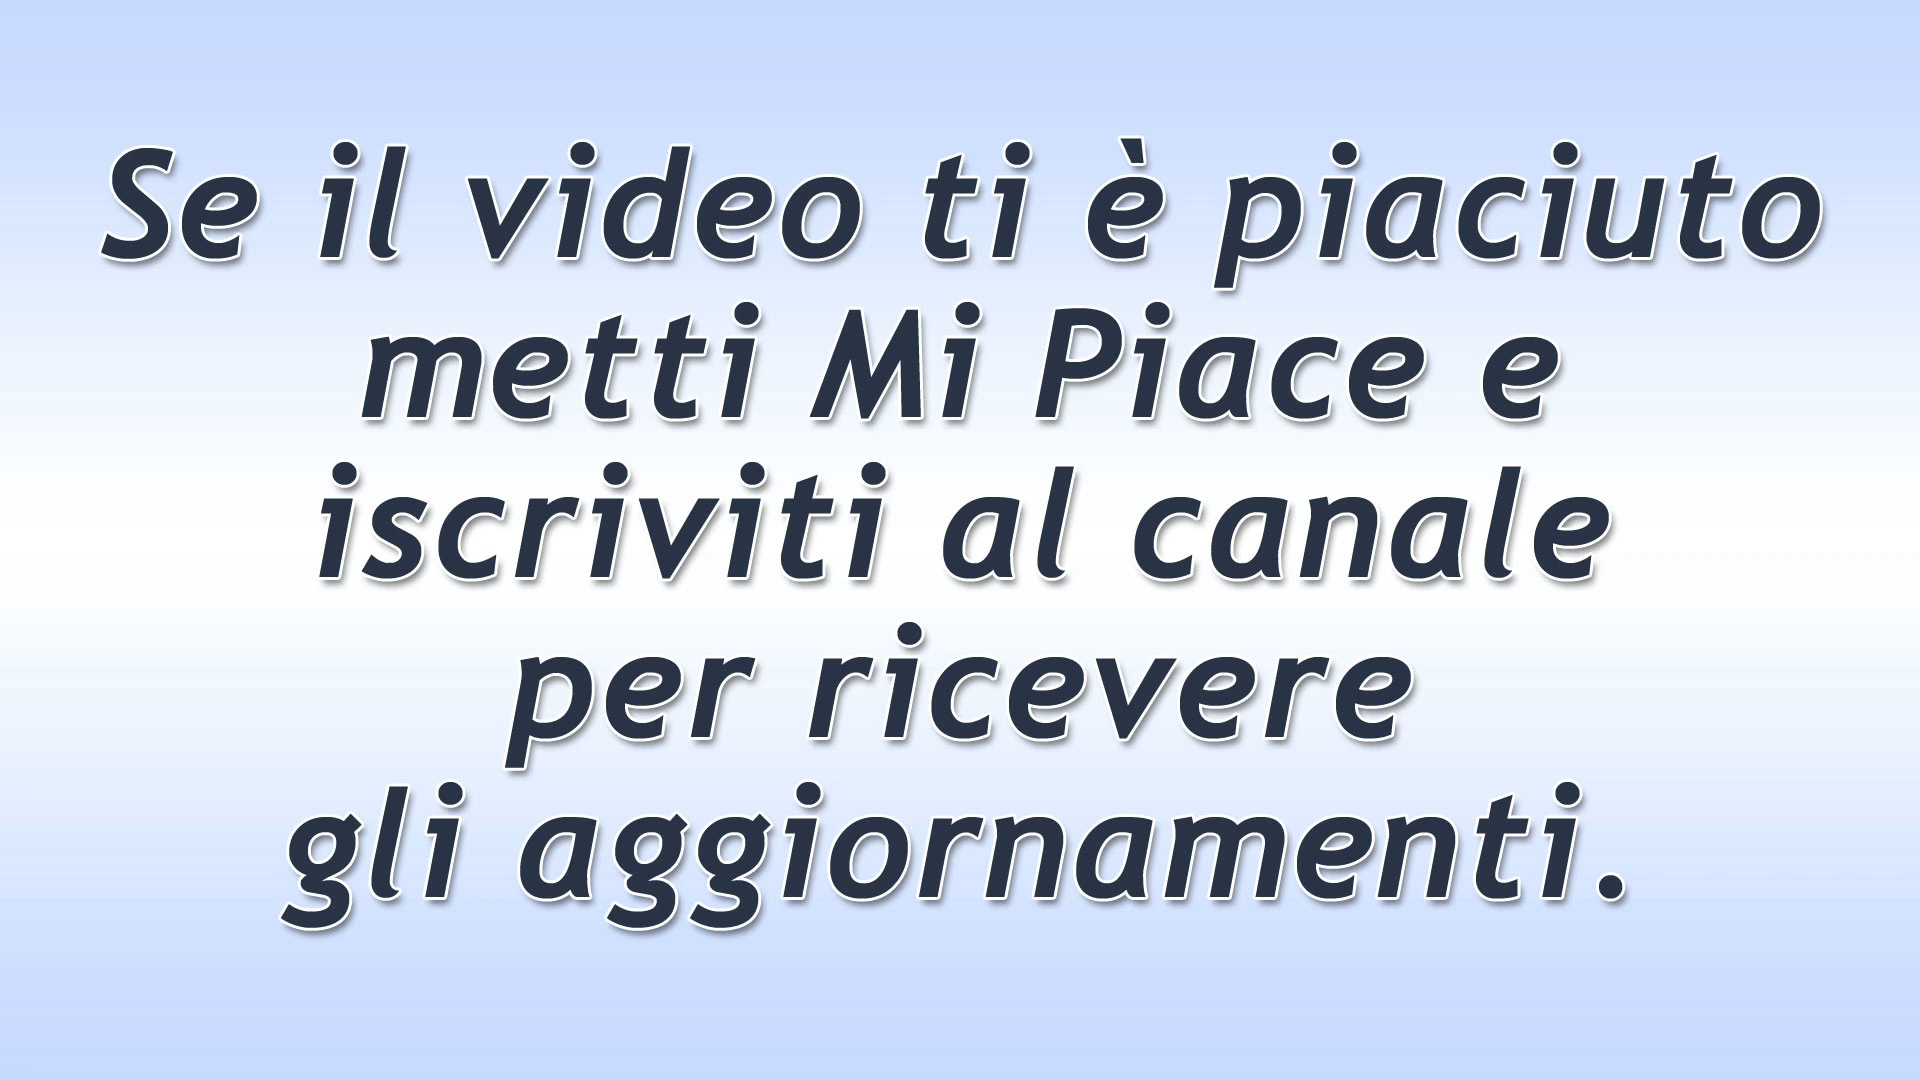 Se il video ti è piaciuto
metti Mi Piace e
iscriviti al canale
per ricevere
gli aggiornamenti.